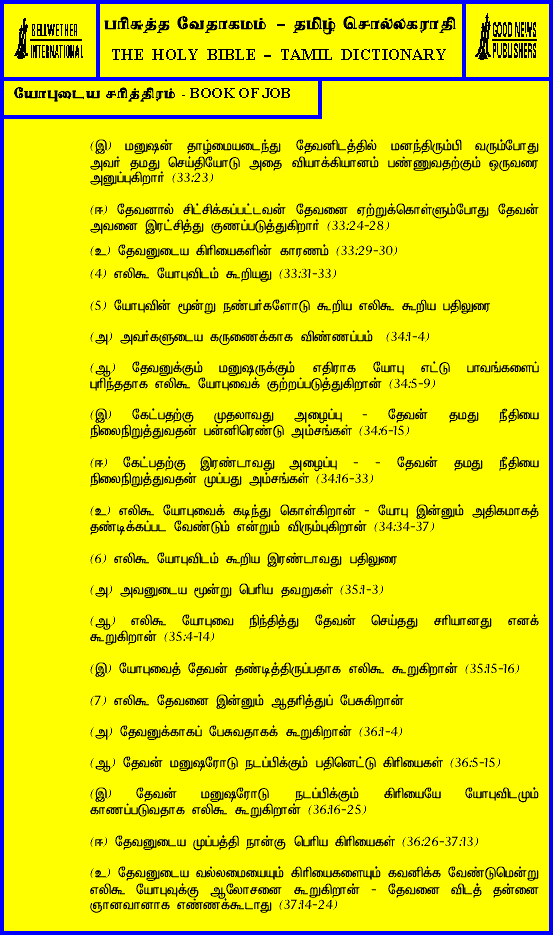 BELLWETHER
INTERNATIONAL
பரிசுத்த வேதாகமம் – தமிழ் சொல்லகராதி
THE HOLY BIBLE – TAMIL DICTIONARY
GOOD NEWS
PUBLISHERS
யோபுடைய சரித்திரம் - BOOK OF JOB
(இ) மனுஷன் தாழ்மையடைந்து தேவனிடத்தில் மனந்திரும்பி வரும்போது
அவர் தமது செய்தியோடு அதை வியாக்கியானம் பண்ணுவதற்கும் ஒருவரை
அனுப்புகிறார் (33:23)
(ஈ) தேவனால் சிட்சிக்கப்பட்டவன் தேவனை ஏற்றுக்கொள்ளும்போது தேவன்
அவனை இரட்சித்து குணப்படுத்துகிறார் (33:24-28)
(உ) தேவனுடைய கிரியைகளின் காரணம் (33:29-30)
(4) எலிகூ யோபுவிடம் கூறியது (33:31-33)
(5) யோபுவின் மூன்று நண்பர்களோடு கூறிய எலிகூ கூறிய பதிலுரை
(அ) அவர்களுடைய கருணைக்காக விண்ணப்பம் (34:1-4)
(ஆ) தேவனுக்கும் மனுஷருக்கும் எதிராக யோபு எட்டு பாவங்களைப்
புரிந்ததாக எலிகூ யோபுவைக் குற்றப்படுத்துகிறான் (34:5-9)
(இ) கேட்பதற்கு முதலாவது அழைப்பு - தேவன் தமது நீதியை
நிலைநிறுத்துவதன் பன்னிரெண்டு அம்சங்கள் (34:6-15)
(ஈ) கேட்பதற்கு இரண்டாவது அழைப்பு - - தேவன் தமது நீதியை
நிலைநிறுத்துவதன் முப்பது அம்சங்கள் (34:16-33)
(உ) எலிகூ யோபுவைக் கடிந்து கொள்கிறான் - யோபு இன்னும் அதிகமாகத்
தண்டிக்கப்பட வேண்டும் என்றும் விரும்புகிறான் (34:34-37)
(6) எலிகூ யோபுவிடம் கூறிய இரண்டாவது பதிலுரை
(அ) அவனுடைய மூன்று பெரிய தவறுகள் (35:1-3)
(ஆ) எலிகூ யோபுவை நிந்தித்து தேவன் செய்தது சரியானது எனக்
கூறுகிறான் (35:4-14)
(இ) யோபுவைத் தேவன் தண்டித்திருப்பதாக எலிகூ கூறுகிறான் (35:15-16)
(7) எலிகூ தேவனை இன்னும் ஆதரித்துப் பேசுகிறான்
(அ) தேவனுக்காகப் பேசுவதாகக் கூறுகிறான் (36:1-4)
(ஆ) தேவன் மனுஷரோடு நடப்பிக்கும் பதினெட்டு கிரியைகள் (36:5-15)
(இ) தேவன் மனுஷரோடு நடப்பிக்கும் கிரியையே யோபுவிடமும்
காணப்படுவதாக எலிகூ கூறுகிறான் (36:16-25)
(ஈ) தேவனுடைய முப்பத்தி நான்கு பெரிய கிரியைகள் (36:26-37:13)
(உ) தேவனுடைய வல்லமையையும் கிரியைகளையும் கவனிக்க வேண்டுமென்று
எலிகூ யோபுவுக்கு ஆலோசனை கூறுகிறான் - தேவனை விடத் தன்னை
ஞானவானாக எண்ணக்கூடாது (37:14-24)